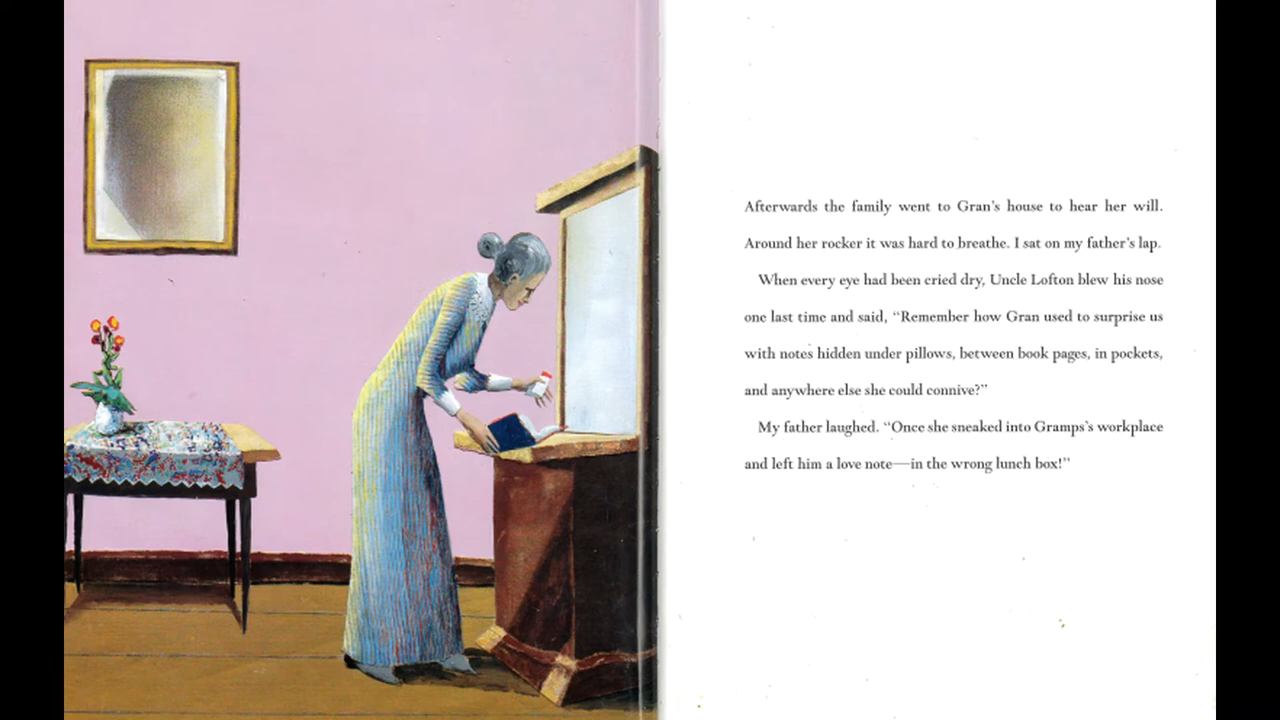 Afterwards the family went to Gran's house to hear her will.
Around her rocker it was hard to breathe. I sat on my father's lap.
When every eye had been cried dry, Uncle Lofton blew his nose
one last time and said, “Remember how Gran used to surprise us
with notes hidden under pillows, between book pages, in pockets,
and anywhere else she could connive?”
My father laughed. “Once she sneaked into Gramps's workplace
and left him a love note—in the wrong lunch box!”